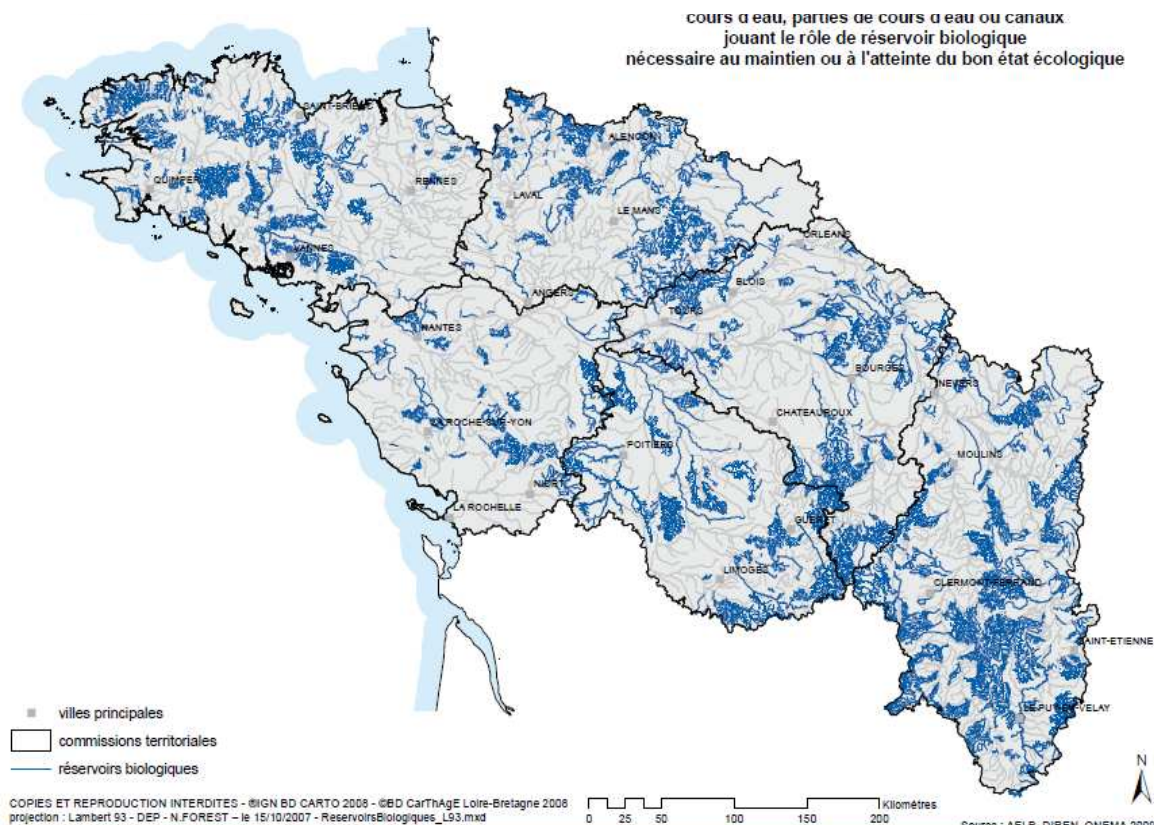 cours d'eau, parties de cours d'eau ou canaux
jouant le rôle de réservoir biologique
nécessaire au maintien ou à l'atteinte du bon état écologique
SAINT-BRIEUC
ALENCON
QUIMPER
RENNES
LAVAL
LE MANS
VANNES
ORLEANS
BLOIS
ANGERS
TOURS
NANTES
BOURGES
NEVERS
CHATEAUROUX
LA ROCHE-SUR-YON
POITIERS
MOULINS
NIORT
LA ROCHELLE
GUERET
LIMOGES
CLERMONT-FERRAND
SAINT-ETIENNE
LE-PUY-EN-VELAY
villes principales
commissions territoriales
réservoirs biologiques
N
COPIES ET REPRODUCTION INTERDITES - ©IGN BD CARTO 2008 - ©BD CarThAgE Loire-Bretagne 2008
projection : Lambert 93 - DEP - N.FOREST – le 15/10/2007 - ReservoirsBiologiques_L93.mxd
Kilomètres
0 25 50 100 150 200
Source : AELB, DIREN, ONEMA 2008